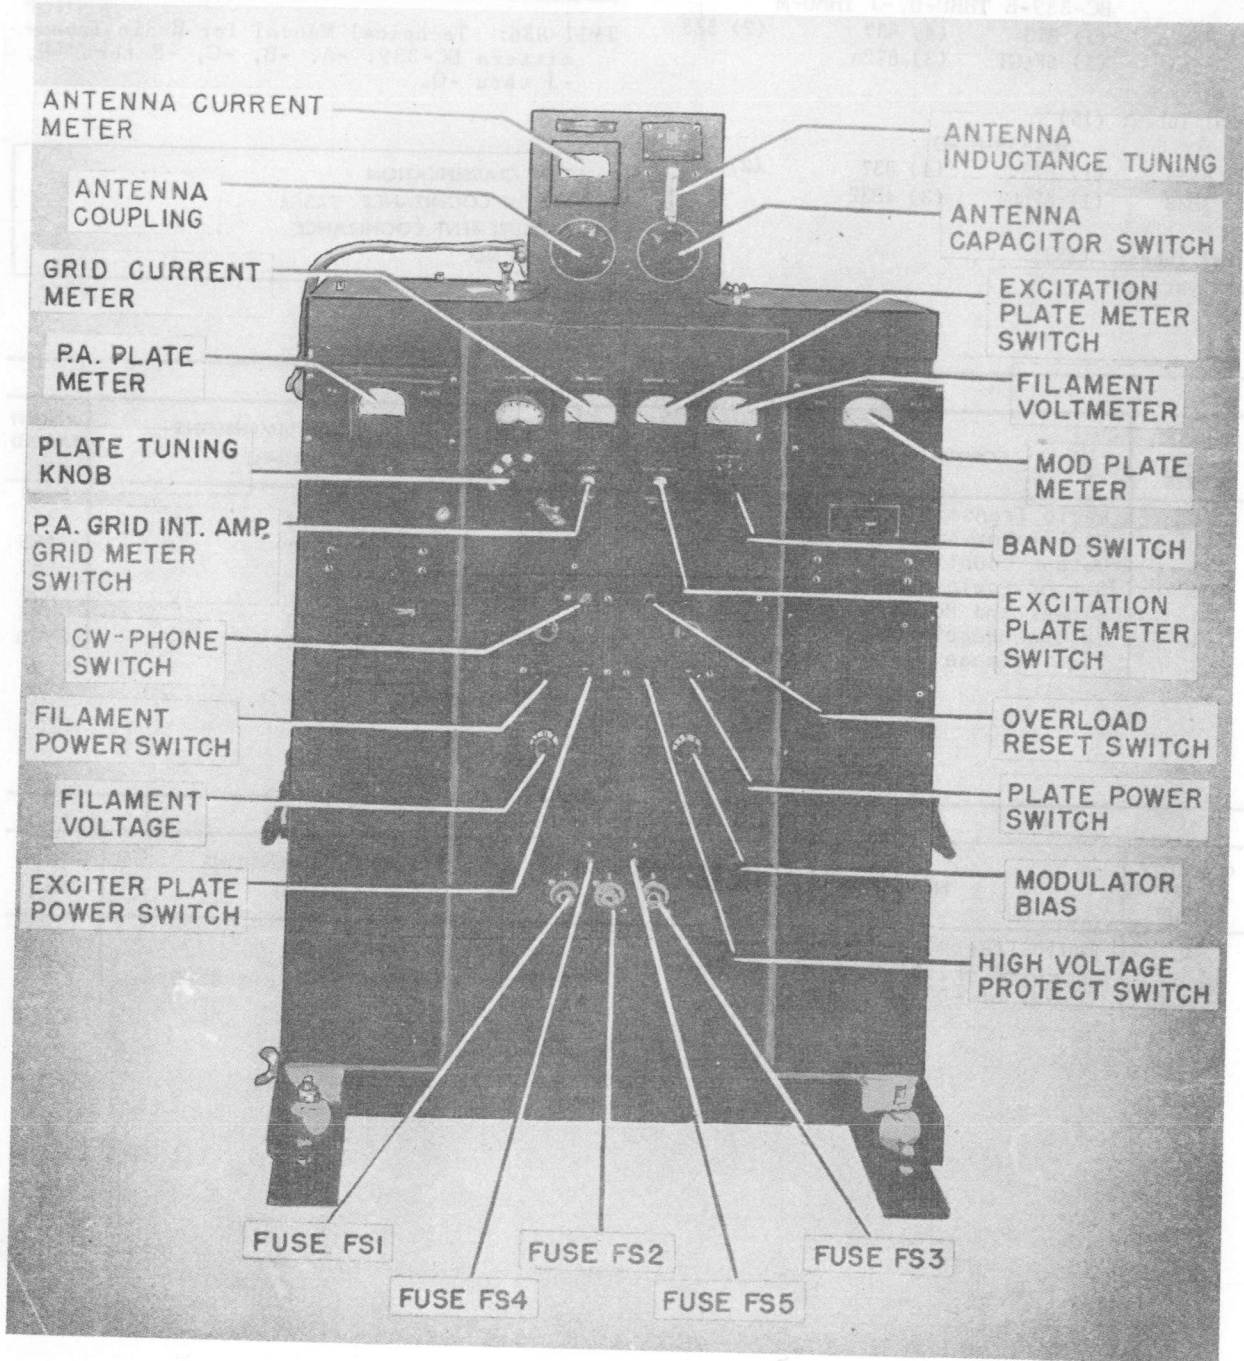 ANTENNA CURRENT
METER
ANTENNA
COUPLING
GRID CURRENT
METER
P.A. PLATE
METER
PLATE TUNING
KNOB
P.A. GRID INT. AMP.
GRID METER
SWITCH
CW-PHONE
SWITCH
FILAMENT
POWER SWITCH
FILAMENT
VOLTAGE
EXCITER PLATE
POWER SWITCH
ANTENNA
INDUCTANCE TUNING
ANTENNA
CAPACITOR SWITCH
EXCITATION
PLATE METER
SWITCH
FILAMENT
VOLTMETER
MOD PLATE
METER
BAND SWITCH
EXCITATION
PLATE METER
SWITCH
OVERLOAD
RESET SWITCH
PLATE POWER
SWITCH
MODULATOR
BIAS
HIGH VOLTAGE
PROTECT SWITCH
FUSE FS1
FUSE FS4
FUSE FS2
FUSE FS5
FUSE FS3